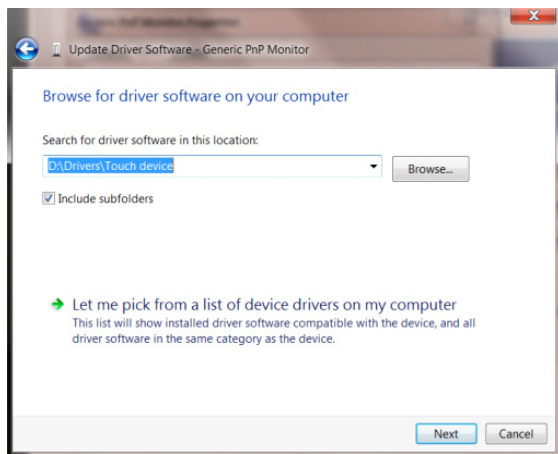 Update Driver Software - Generic PnP Monitor
Browse for driver software on your computer
Search for driver software in this location:
D:\Drivers\Touch device
Browse...
Include subfolders
Let me pick from a list of device drivers on my computer
This list will show installed driver software compatible with the device, and all
driver software in the same category as the device.
Next
Cancel